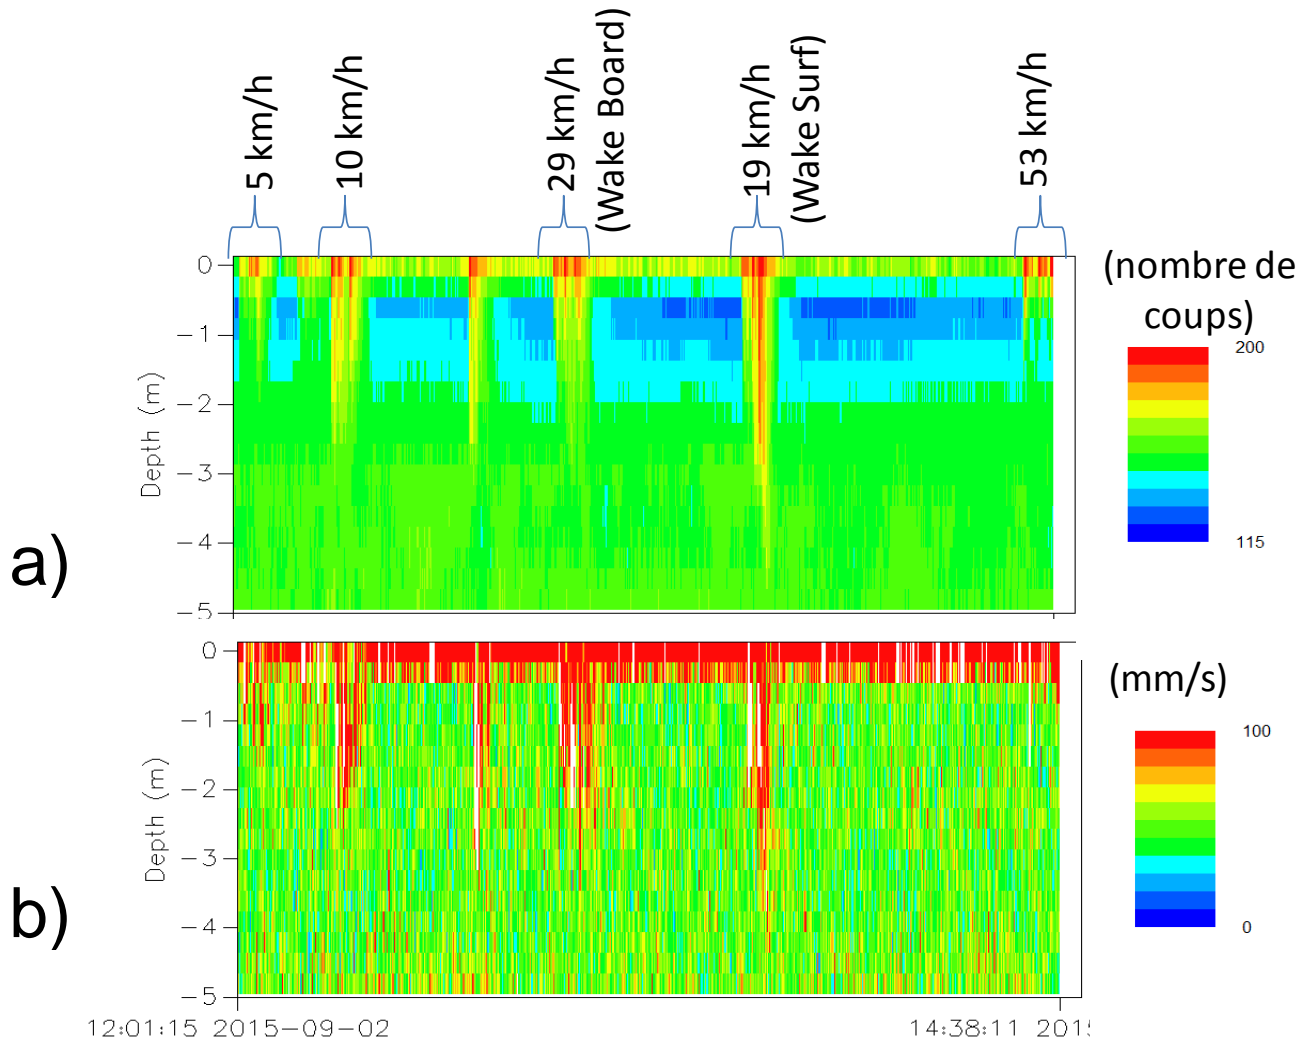 5 km/h
10 km/h
29 km/h
(Wake Board)
19 km/h
(Wake Surf)
53 km/h
a)
Depth (m)
0
−1
−2
−3
−4
−5
(nombre de
coups)
200
115
b)
Depth (m)
0
−1
−2
−3
−4
−5
(mm/s)
100
0
12:01:15 2015−09−02
14:38:11 2015